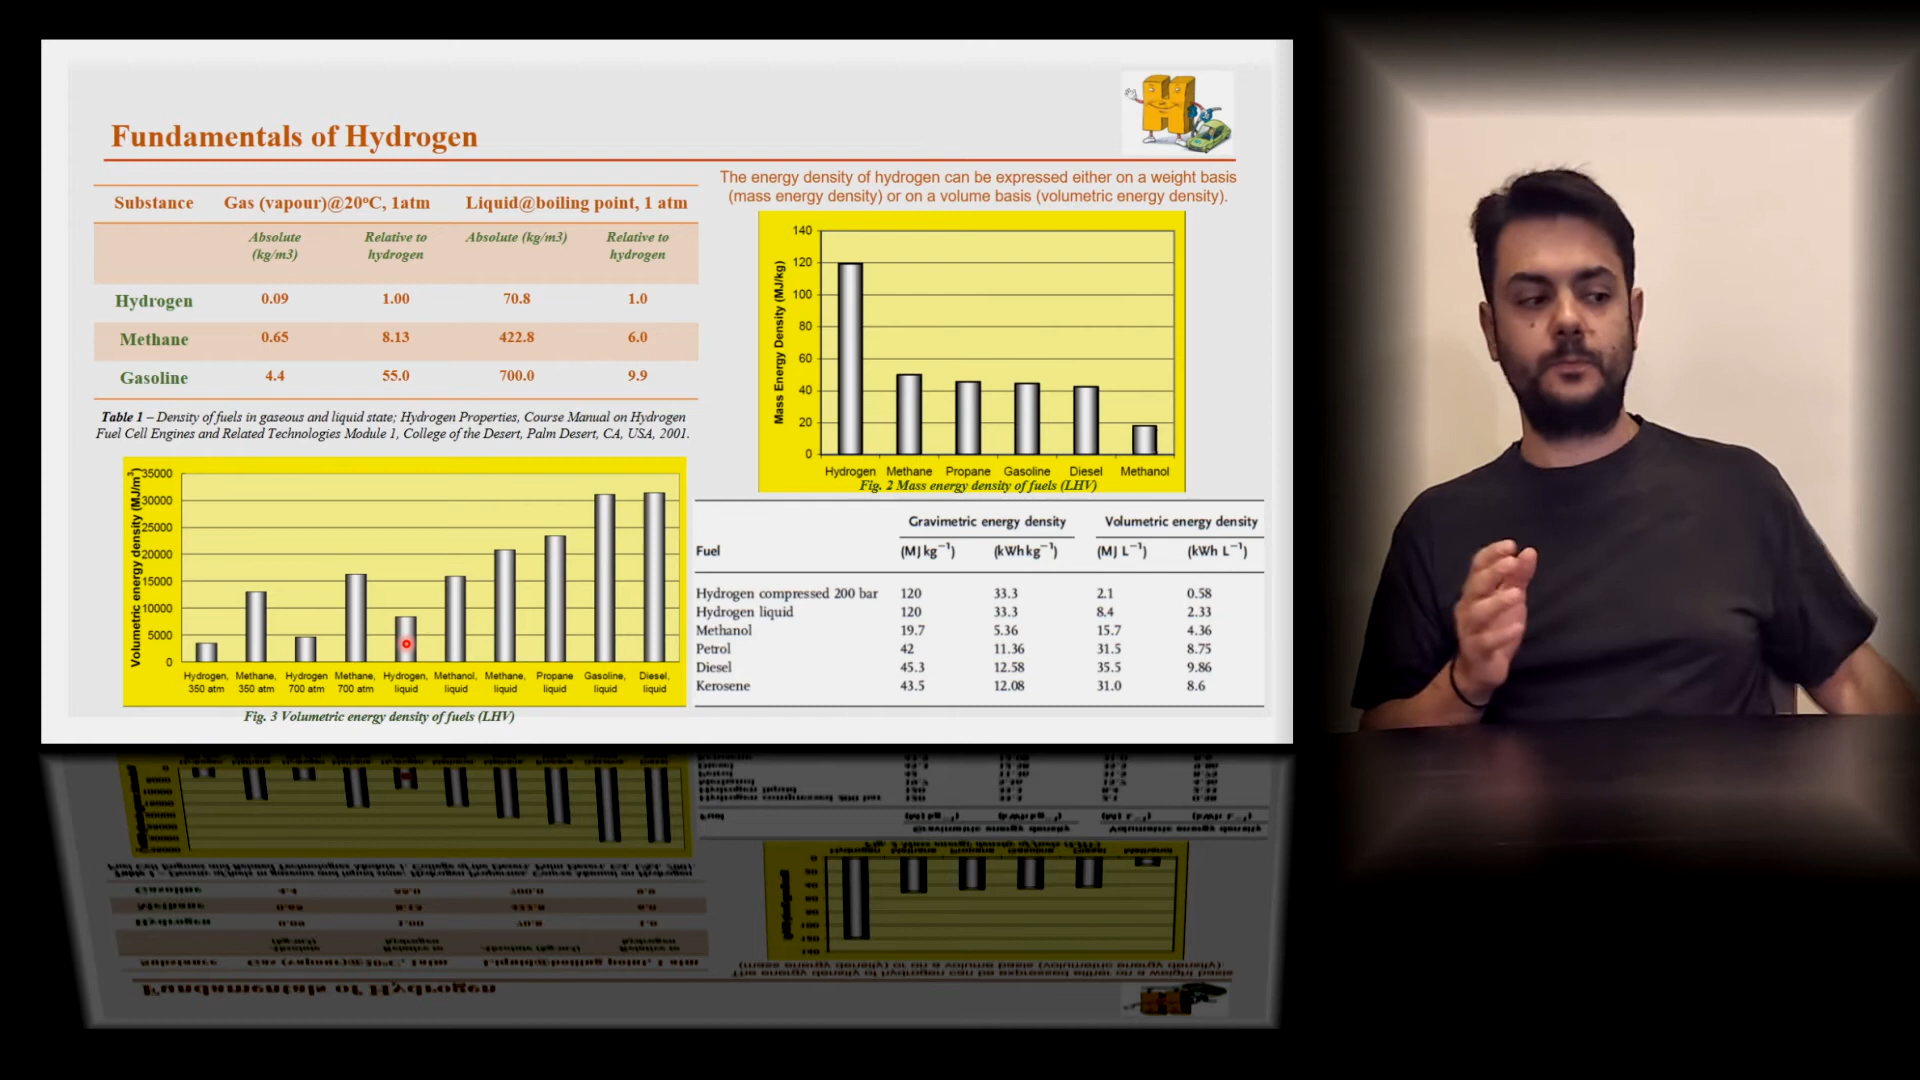 Fundamentals of Hydrogen
Substance Gas (vapour)@20°C, 1atm Liquid@boiling point, 1 atm
Absolute (kg/m3) Relative to hydrogen Absolute (kg/m3) Relative to hydrogen
Hydrogen 0.09 1.00 70.8 1.0
Methane 0.65 8.13 422.8 6.0
Gasoline 4.4 55.0 700.0 9.9
Table 1 – Density of fuels in gaseous and liquid state; Hydrogen Properties, Course Manual on Hydrogen
Fuel Cell Engines and Related Technologies Module 1, College of the Desert, Palm Desert, CA, USA, 2001.
Volumetric energy density (MJ/m³)
35000
30000
25000
20000
15000
10000
5000
0
Hydrogen, 350 atm
Methane, 350 atm
Hydrogen 700 atm
Methane, 700 atm
Hydrogen, liquid
Methanol, liquid
Methane, liquid
Propane liquid
Gasoline, liquid
Diesel, liquid
Fig. 3 Volumetric energy density of fuels (LHV)
The energy density of hydrogen can be expressed either on a weight basis
(mass energy density) or on a volume basis (volumetric energy density).
Mass Energy Density (MJ/kg)
140
120
100
80
60
40
20
0
Hydrogen Methane Propane Gasoline Diesel Methanol
Fig. 2 Mass energy density of fuels (LHV)
Gravimetric energy density Volumetric energy density
Fuel (MJ kg⁻¹) (kWh kg⁻¹) (MJ L⁻¹) (kWh L⁻¹)
Hydrogen compressed 200 bar 120 33.3 2.1 0.58
Hydrogen liquid 120 33.3 8.4 2.33
Methanol 19.7 5.36 15.7 4.36
Petrol 42 11.36 31.5 8.75
Diesel 45.3 12.58 35.5 9.86
Kerosene 43.5 12.08 31.0 8.6